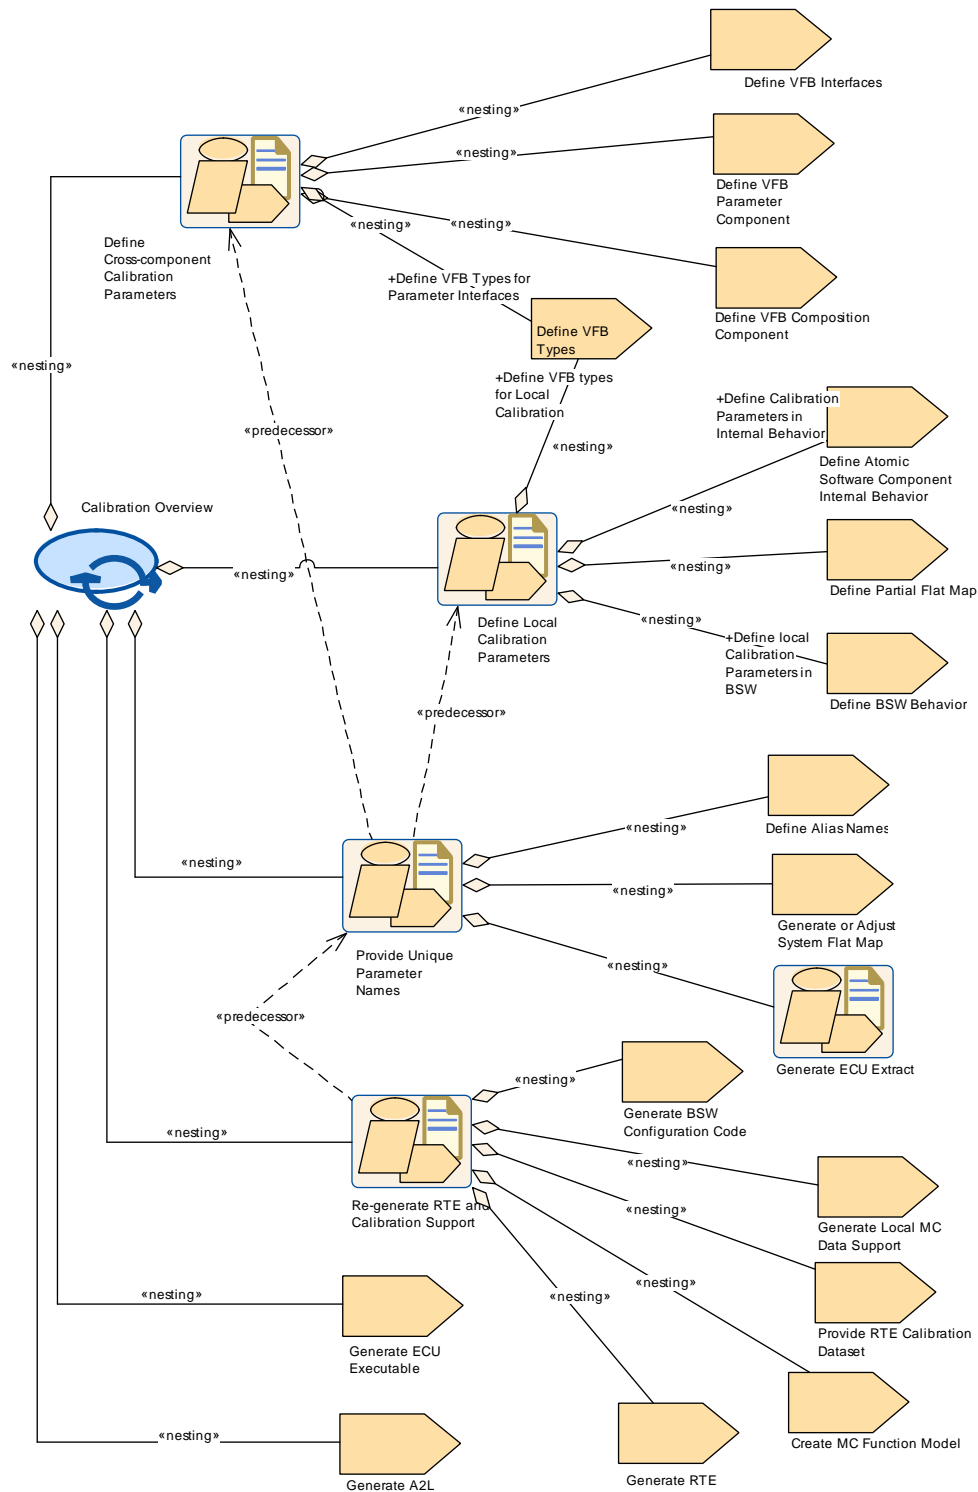 Define VFB Interfaces
«nesting»
«nesting»
Define VFB
Parameter
Component
«nesting»
«nesting»
Define
Cross-component
Calibration
Parameters
+Define VFB Types for
Parameter Interfaces
Define VFB Composition
Component
Define VFB
Types
«nesting»
+Define VFB types
for Local
Calibration
+Define Calibration
Parameters in
Internal Behavior
«predecessor»
«nesting»
Define Atomic
Software Component
Internal Behavior
Calibration Overview
«nesting»
«nesting»
«nesting»
Define Partial Flat Map
«nesting»
Define Local
Calibration
Parameters
+Define local
Calibration
Parameters in
BSW
Define BSW Behavior
«predecessor»
«nesting»
Define Alias Names
«nesting»
«nesting»
Generate or Adjust
System Flat Map
Provide Unique
Parameter
Names
«nesting»
«predecessor»
Generate ECU Extract
«nesting»
Generate BSW
Configuration Code
«nesting»
«nesting»
Re-generate RTE and
Calibration Support
«nesting»
Generate Local MC
Data Support
«nesting»
«nesting»
«nesting»
Provide RTE Calibration
Dataset
Generate ECU
Executable
«nesting»
Create MC Function Model
Generate A2L
Generate RTE